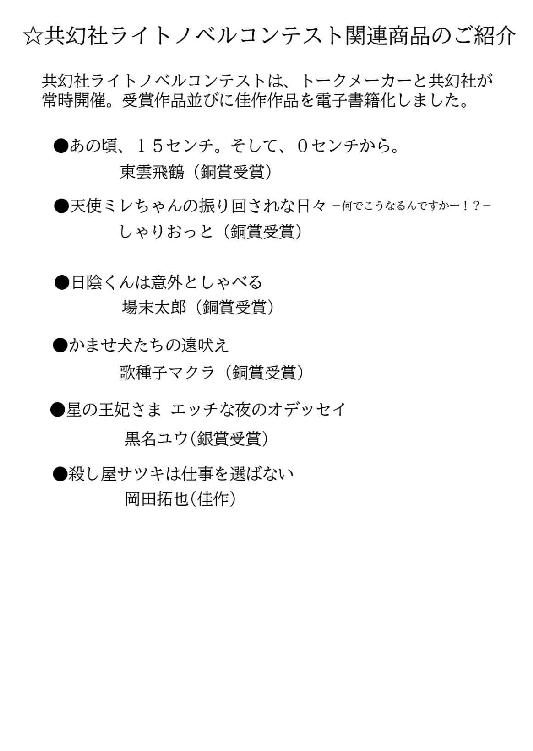 ☆共幻社ライトノベルコンテスト関連商品のご紹介
共幻社ライトノベルコンテストは、トークメーカーと共幻社が
常時開催。受賞作品並びに佳作作品を電子書籍化しました。
●あの頃、１５センチ。そして、０センチから。
東雲飛鶴（銅賞受賞）
●天使ミレちゃんの振り回されな日々 －何でこうなるんですかー！？－
しゃりおっと（銅賞受賞）
●日陰くんは意外としゃべる
場末太郎（銅賞受賞）
●かませ犬たちの遠吠え
歌種子マクラ（銅賞受賞）
●星の王妃さま エッチな夜のオデッセイ
黒名ユウ(銀賞受賞)
●殺し屋サツキは仕事を選ばない
岡田拓也(佳作)